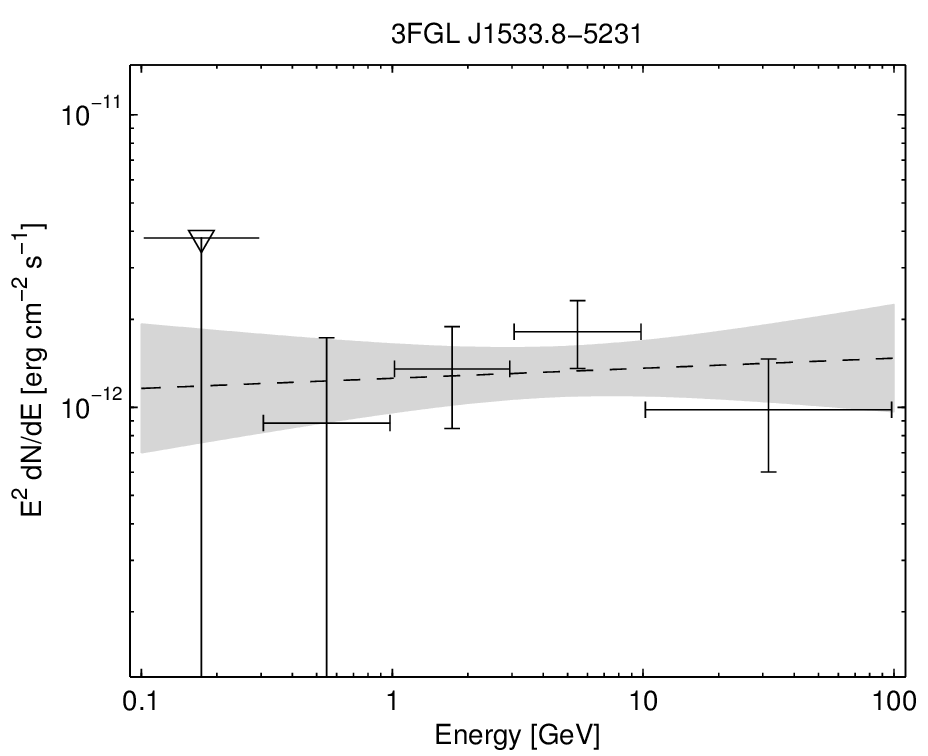 3FGL J1533.8−5231
10⁻¹¹
10⁻¹²
E² dN/dE [erg cm⁻² s⁻¹]
0.1 1 10 100
Energy [GeV]